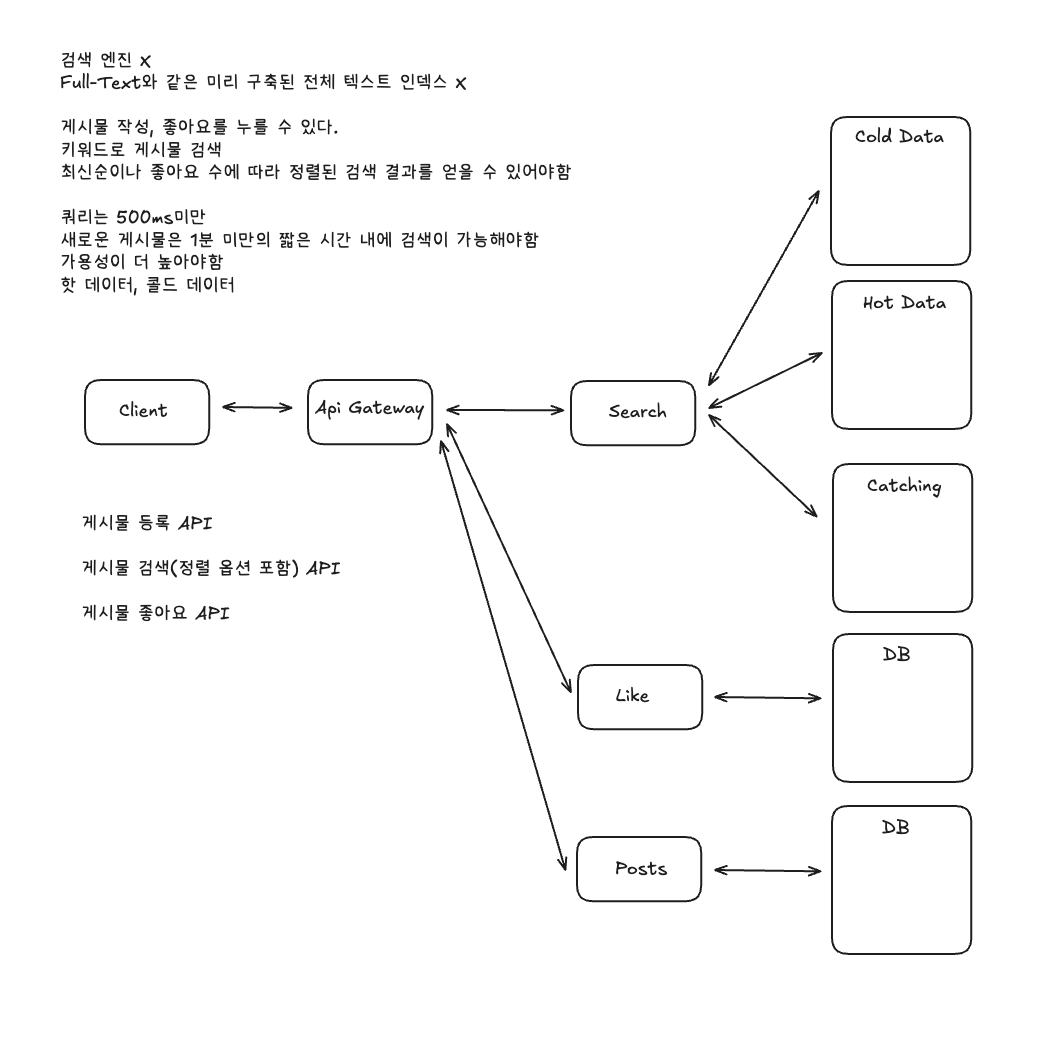 검색 엔진 X
Full-Text와 같은 미리 구축된 전체 텍스트 인덱스 X
게시물 작성, 좋아요를 누를 수 있다.
키워드로 게시물 검색
최신순이나 좋아요 수에 따라 정렬된 검색 결과를 얻을 수 있어야함
쿼리는 500ms미만
새로운 게시물은 1분 미만의 짧은 시간 내에 검색이 가능해야함
가용성이 더 높아야함
핫 데이터, 콜드 데이터
Cold Data
Hot Data
Client
Api Gateway
Search
Catching
게시물 등록 API
게시물 검색(정렬 옵션 포함) API
게시물 좋아요 API
Like
DB
Posts
DB